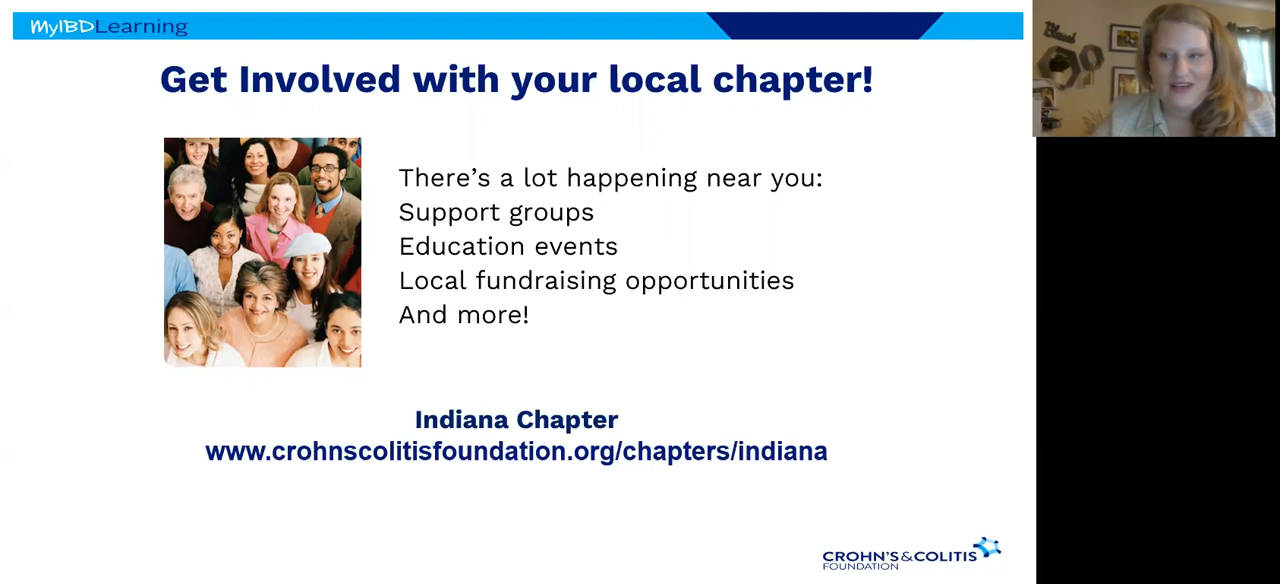 MyIBDLearning
Get Involved with your local chapter!
There's a lot happening near you:
Support groups
Education events
Local fundraising opportunities
And more!
Indiana Chapter
www.crohnscolitisfoundation.org/chapters/indiana
CROHN'S&COLITIS
FOUNDATION
Blessed